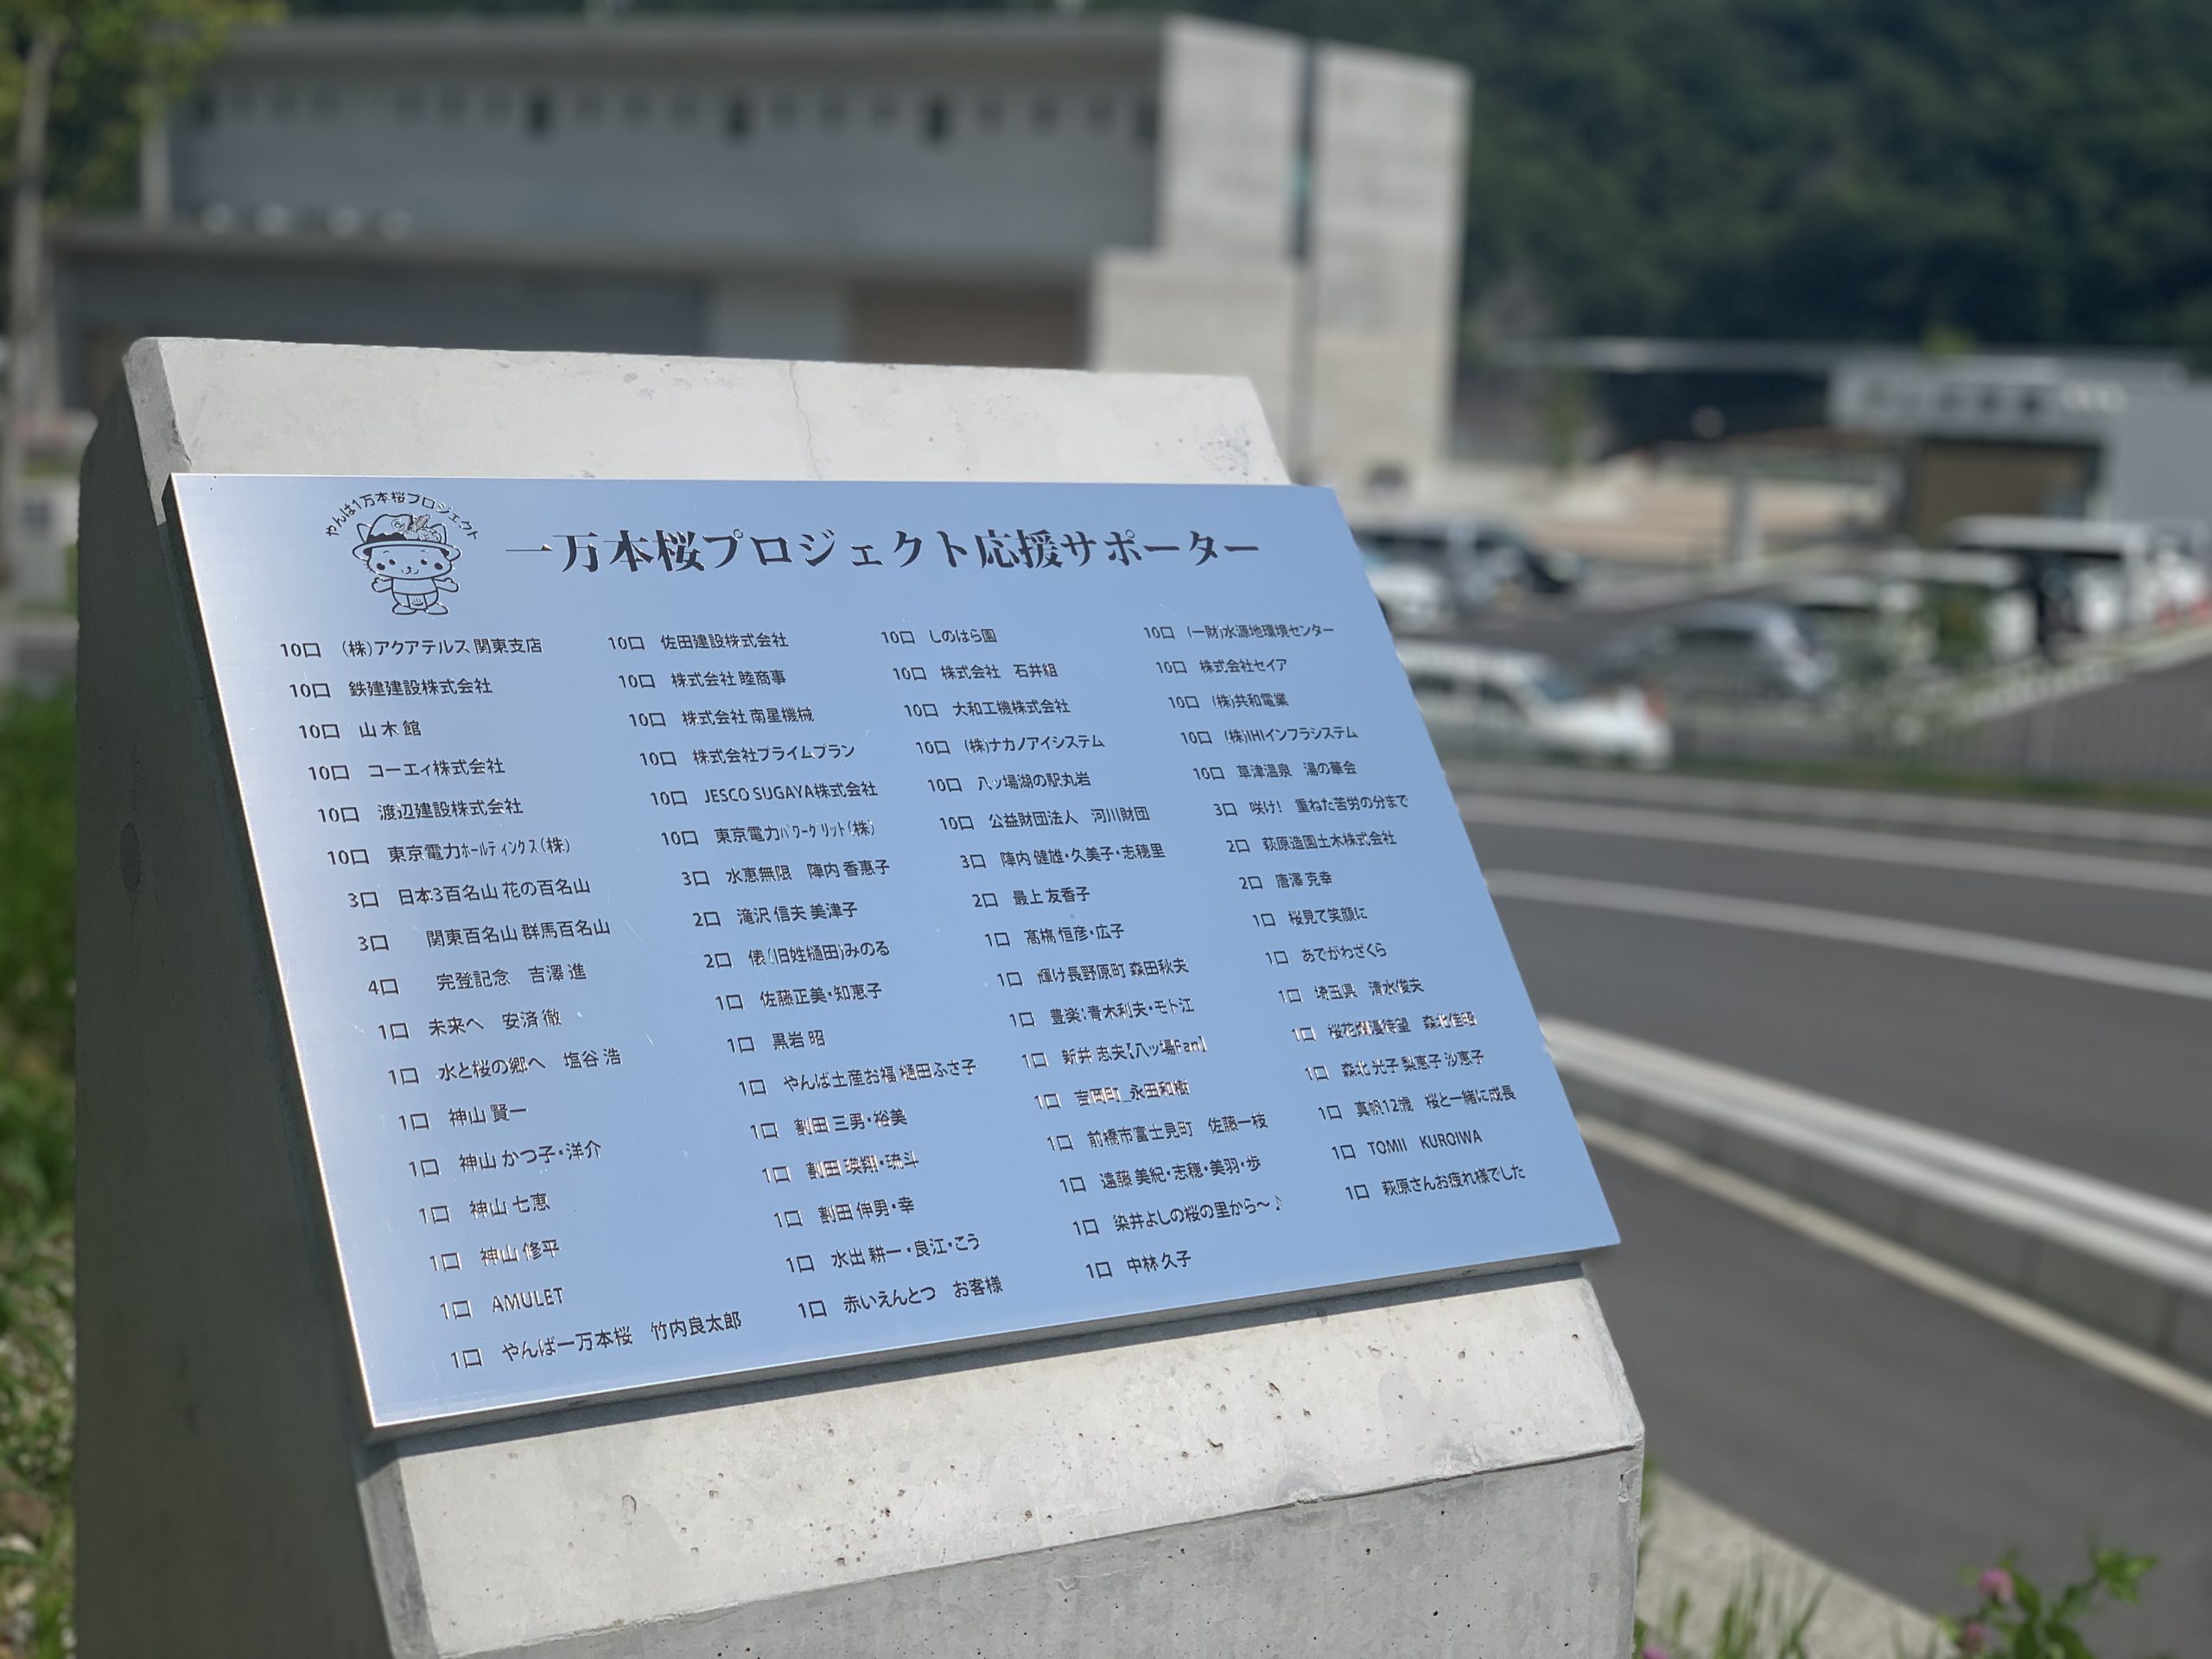 やんば1万本桜プロジェクト
一万本桜プロジェクト応援サポーター
10口 (株)アクアテルス 関東支店
10口 鉄建建設株式会社
10口 山木館
10口 コーエィ株式会社
10口 渡辺建設株式会社
10口 東京電力ホールディングス(株)
3口 日本3百名山 花の百名山
3口 関東百名山 群馬百名山
4口 完登記念 吉澤 進
1口 未来へ 安済 徹
1口 水と桜の郷へ 塩谷 浩
1口 神山 賢一
1口 神山 かつ子・洋介
1口 神山 七恵
1口 神山 修平
1口 AMULET
1口 やんば一万本桜 竹内良太郎
10口 佐田建設株式会社
10口 株式会社 睦商事
10口 株式会社 南星機械
10口 株式会社プライムプラン
10口 JESCO SUGAYA株式会社
10口 東京電力パワーグリット(株)
3口 水恵無限 陣内 香惠子
2口 滝沢 信夫 美津子
2口 俵(旧姓樋田)みのる
1口 佐藤正美・知恵子
1口 黒岩 昭
1口 やんば土産お福 樋田ふさ子
1口 割田 三男・裕美
1口 割田 瑛翔・琉斗
1口 割田 伸男・幸
1口 水出 耕一・良江・こう
1口 赤いえんとつ お客様
10口 しのはら園
10口 株式会社 石井組
10口 大和工機株式会社
10口 (株)ナカノアイシステム
10口 八ッ場湖の駅丸岩
10口 公益財団法人 河川財団
3口 陣内 健雄・久美子・志穂里
2口 最上 友香子
1口 髙橋 恒彦・広子
1口 輝け長野原町 森田秋夫
1口 豊楽:青木利夫・モト江
1口 新井 志夫【八ッ場Fan】
1口 吉岡町_永田和樹
1口 前橋市富士見町 佐藤一枝
1口 遠藤 美紀・志穂・美羽・歩
1口 染井よしの桜の里から〜♪
1口 中林 久子
10口 (一財)水源地環境センター
10口 株式会社セイア
10口 (株)共和電業
10口 (株)IHIインフラシステム
10口 草津温泉 湯の華会
3口 咲け! 重ねた苦労の分まで
2口 萩原造園土木株式会社
2口 唐澤 克幸
1口 桜見て笑顔に
1口 あてがわざくら
1口 埼玉県 清水俊夫
1口 桜花爛漫待望 森北佳昭
1口 森北 光子 梨恵子 沙恵子
1口 真帆12歳 桜と一緒に成長
1口 TOMII KUROIWA
1口 萩原さんお疲れ様でした